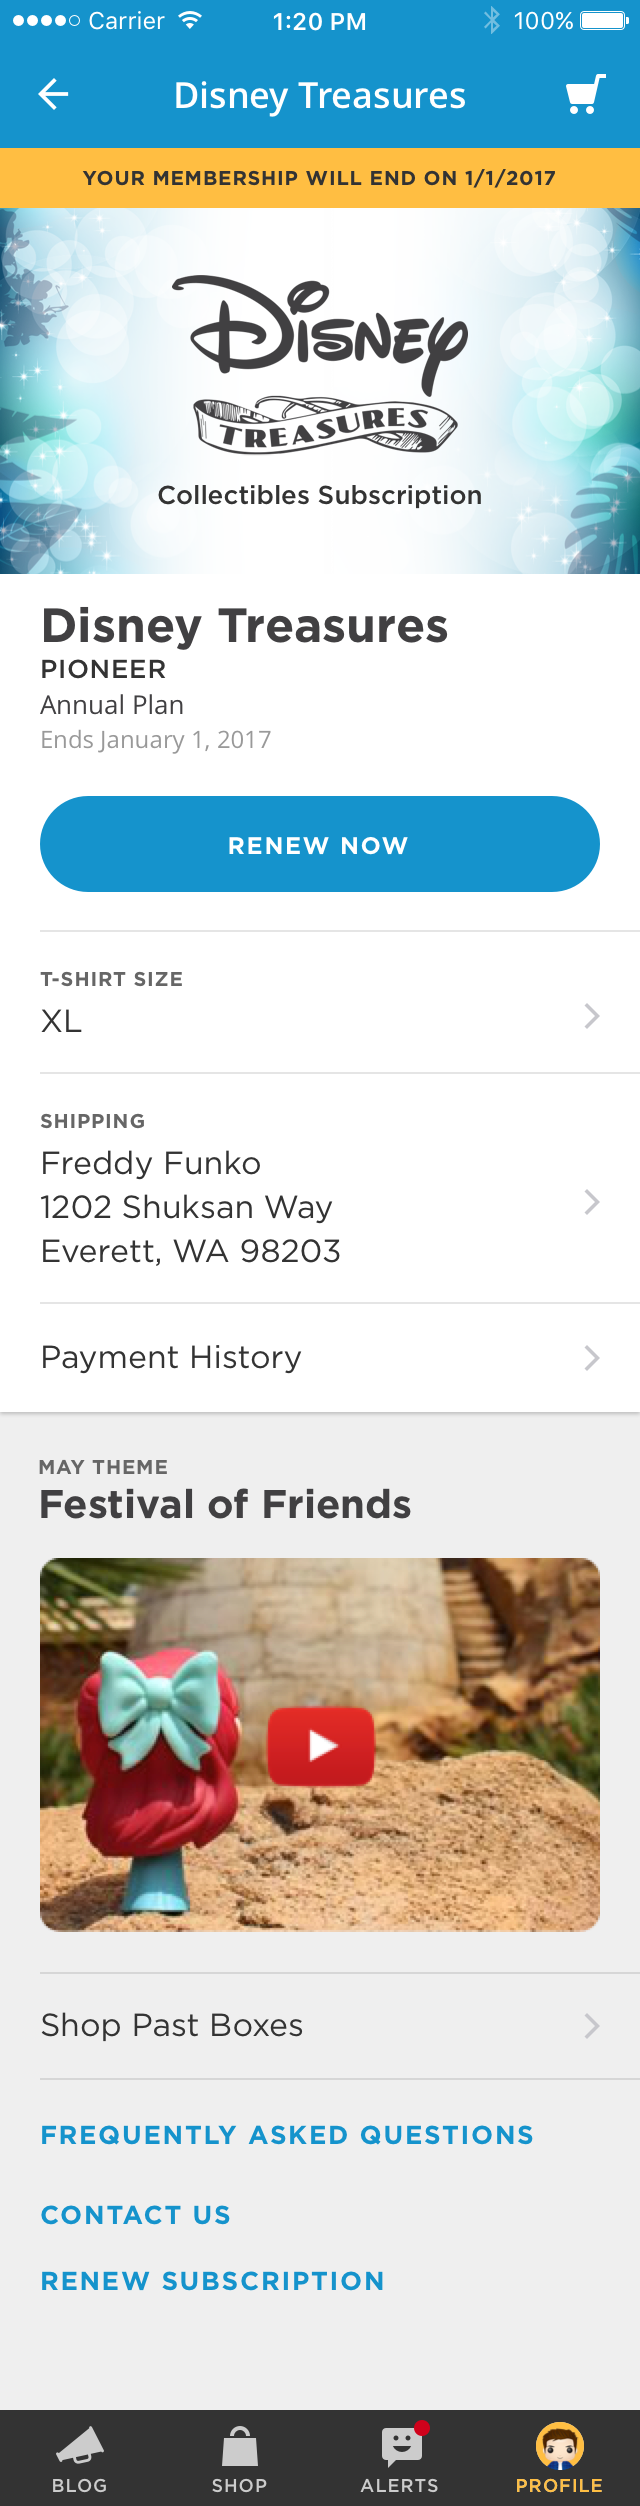 Carrier 1:20 PM 100%
Disney Treasures
YOUR MEMBERSHIP WILL END ON 1/1/2017
Disney
TREASURES
Collectibles Subscription
Disney Treasures
PIONEER
Annual Plan
Ends January 1, 2017
RENEW NOW
T-SHIRT SIZE
XL
SHIPPING
Freddy Funko
1202 Shuksan Way
Everett, WA 98203
Payment History
MAY THEME
Festival of Friends
Shop Past Boxes
FREQUENTLY ASKED QUESTIONS
CONTACT US
RENEW SUBSCRIPTION
BLOG SHOP ALERTS PROFILE